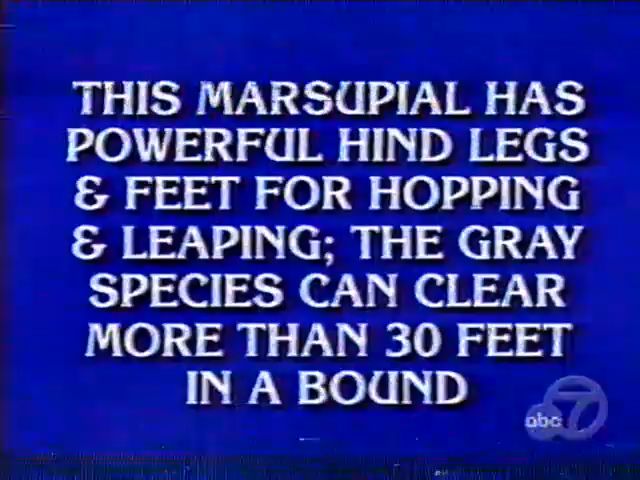 THIS MARSUPIAL HAS
POWERFUL HIND LEGS
& FEET FOR HOPPING
& LEAPING; THE GRAY
SPECIES CAN CLEAR
MORE THAN 30 FEET
IN A BOUND
abc 7